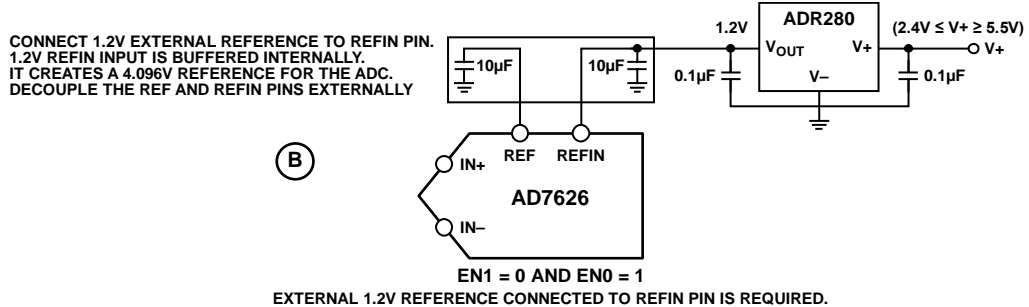 CONNECT 1.2V EXTERNAL REFERENCE TO REFIN PIN.
1.2V REFIN INPUT IS BUFFERED INTERNALLY.
IT CREATES A 4.096V REFERENCE FOR THE ADC.
DECOUPLE THE REF AND REFIN PINS EXTERNALLY
10µF
10µF
1.2V
ADR280
(2.4V ≤ V+ ≥ 5.5V)
VOUT
V+
V+
0.1µF
V–
0.1µF
B
REF
REFIN
IN+
AD7626
IN–
EN1 = 0 AND EN0 = 1
EXTERNAL 1.2V REFERENCE CONNECTED TO REFIN PIN IS REQUIRED.